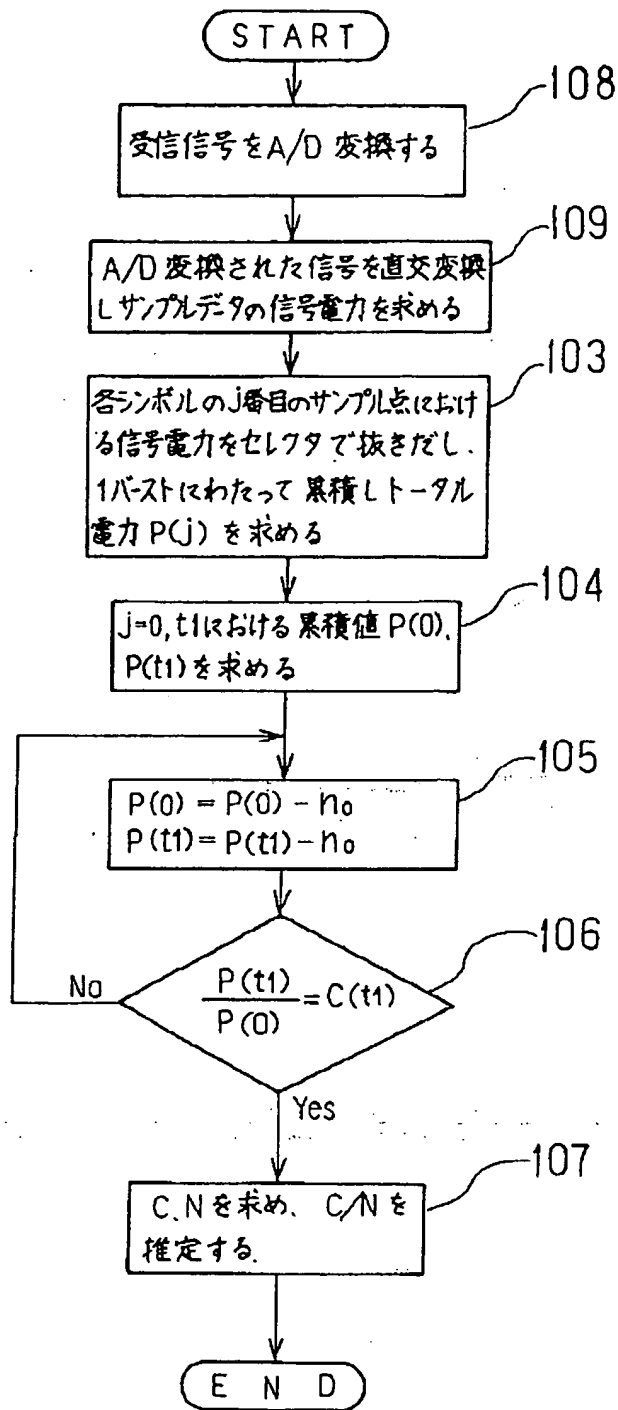 START
108
受信信号をA/D 変換する
109
A/D 変換された信号を直交変換
しサンプルデータの信号電力を求める
103
各シンボルのj番目のサンプル点におけ
る信号電力をセレクタで抜きだし、
1バーストにわたって 累積しトータル
電力 P(j) を求める
104
j=0,t1における累積値 P(0)、
P(t1)を求める
105
P(0) = P(0) - n0
P(t1) = P(t1) - n0
106
P(t1)
P(0)
= C(t1)
No
Yes
107
C、Nを求め、 C/Nを
推定する.
END